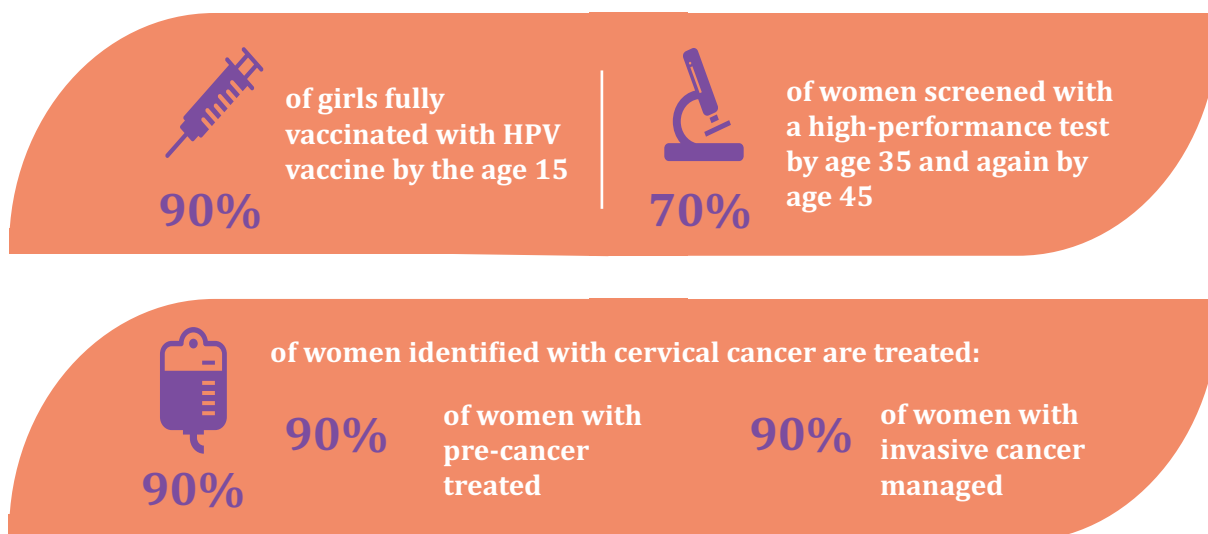 90%
of girls fully
vaccinated with HPV
vaccine by the age 15
70%
of women screened with
a high-performance test
by age 35 and again by
age 45
90%
of women identified with cervical cancer are treated:
90%
of women with
pre-cancer
treated
90%
of women with
invasive cancer
managed